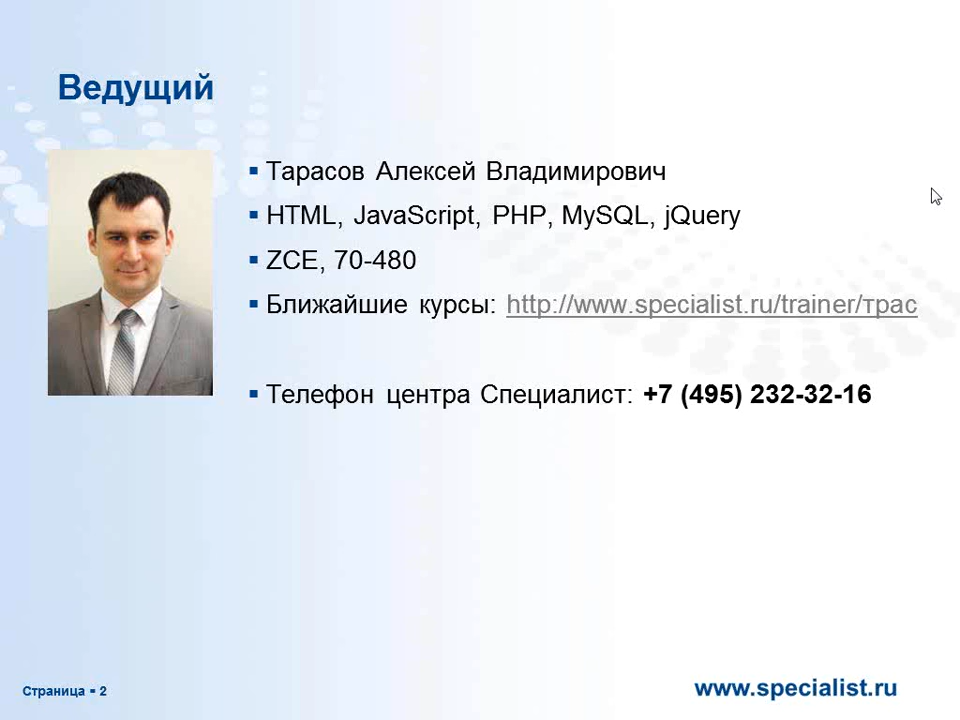 Ведущий
Тарасов Алексей Владимирович
HTML, JavaScript, PHP, MySQL, jQuery
ZCE, 70-480
Ближайшие курсы: http://www.specialist.ru/trainer/трас
Телефон центра Специалист: +7 (495) 232-32-16
Страница ▪ 2
www.specialist.ru